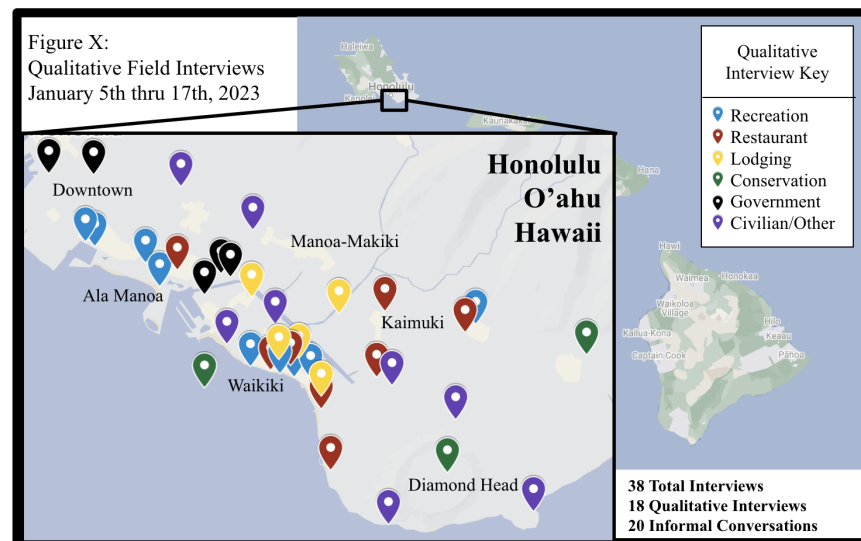 Figure X:
Qualitative Field Interviews
January 5th thru 17th, 2023
Haleiwa
Honolulu
Kapolei
Kaunakakai
Hana
Qualitative
Interview Key
Recreation
Restaurant
Lodging
Conservation
Government
Civilian/Other
Honolulu
O’ahu
Hawaii
Downtown
Manoa-Makiki
Ala Manoa
Kaimuki
Waikiki
Diamond Head
Hawi
Waimea
Honokaa
Waikoloa
Village
Kailua-Kona
Hilo
Keaau
Captain Cook
Pāhoa
38 Total Interviews
18 Qualitative Interviews
20 Informal Conversations